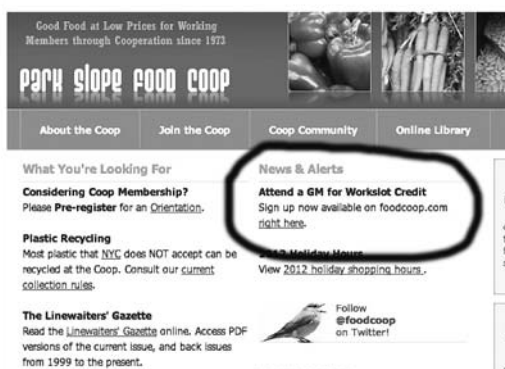 Good Food at Low Prices for Working
Members through Cooperation since 1973
PARK SLOPE FOOD COOP
About the Coop
Join the Coop
Coop Community
Online Library
What You're Looking For
Considering Coop Membership?
Please Pre-register for an Orientation.
Plastic Recycling
Most plastic that NYC does NOT accept can be
recycled at the Coop. Consult our current
collection rules.
The Linewaiters' Gazette
Read the Linewaiters' Gazette online. Access PDF
versions of the current issue, and back issues
from 1999 to the present.
News & Alerts
Attend a GM for Workslot Credit
Sign up now available on foodcoop.com
right here.
2012 Holiday Hours
View 2012 holiday shopping hours .
Follow
@foodcoop
on Twitter!